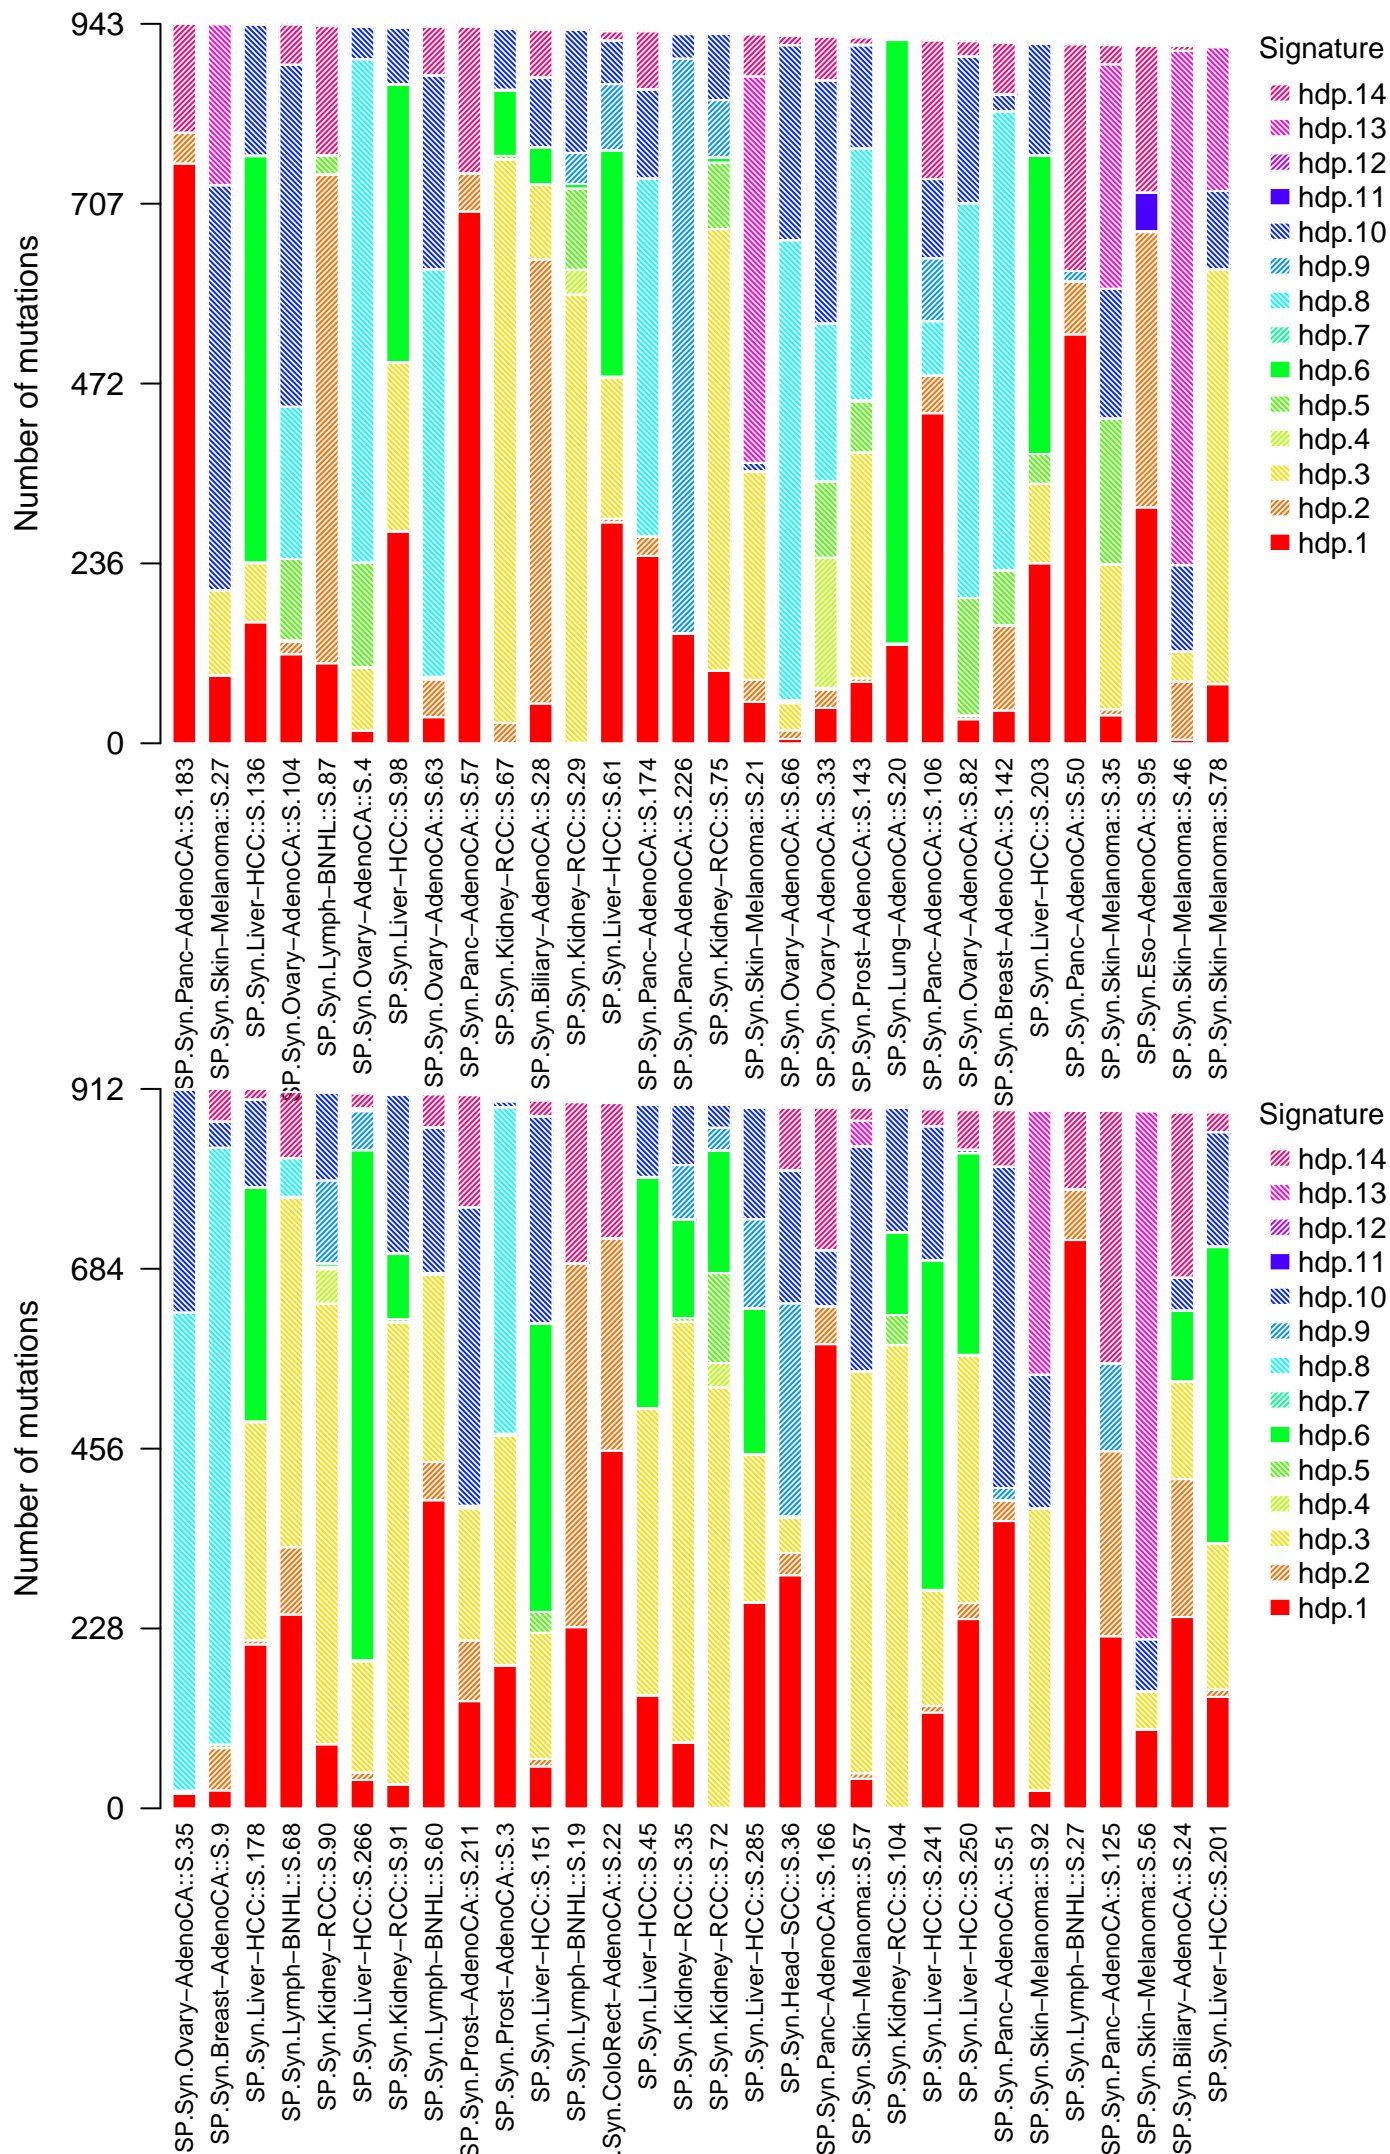 Number of mutations
943
707
472
236
0
Signature
hdp.14
hdp.13
hdp.12
hdp.11
hdp.10
hdp.9
hdp.8
hdp.7
hdp.6
hdp.5
hdp.4
hdp.3
hdp.2
hdp.1
SP.Syn.Panc−AdenoCA::S.183
SP.Syn.Skin−Melanoma::S.27
SP.Syn.Liver−HCC::S.136
SP.Syn.Ovary−AdenoCA::S.104
SP.Syn.Lymph−BNHL::S.87
SP.Syn.Ovary−AdenoCA::S.4
SP.Syn.Liver−HCC::S.98
SP.Syn.Ovary−AdenoCA::S.63
SP.Syn.Panc−AdenoCA::S.57
SP.Syn.Kidney−RCC::S.67
SP.Syn.Biliary−AdenoCA::S.28
SP.Syn.Kidney−RCC::S.29
SP.Syn.Liver−HCC::S.61
SP.Syn.Panc−AdenoCA::S.174
SP.Syn.Panc−AdenoCA::S.226
SP.Syn.Kidney−RCC::S.75
SP.Syn.Skin−Melanoma::S.21
SP.Syn.Ovary−AdenoCA::S.66
SP.Syn.Ovary−AdenoCA::S.33
SP.Syn.Prost−AdenoCA::S.143
SP.Syn.Lung−AdenoCA::S.20
SP.Syn.Panc−AdenoCA::S.106
SP.Syn.Ovary−AdenoCA::S.82
SP.Syn.Breast−AdenoCA::S.142
SP.Syn.Liver−HCC::S.203
SP.Syn.Panc−AdenoCA::S.50
SP.Syn.Skin−Melanoma::S.35
SP.Syn.Eso−AdenoCA::S.95
SP.Syn.Skin−Melanoma::S.46
SP.Syn.Skin−Melanoma::S.78
Number of mutations
912
684
456
228
0
Signature
hdp.14
hdp.13
hdp.12
hdp.11
hdp.10
hdp.9
hdp.8
hdp.7
hdp.6
hdp.5
hdp.4
hdp.3
hdp.2
hdp.1
SP.Syn.Ovary−AdenoCA::S.35
SP.Syn.Breast−AdenoCA::S.9
SP.Syn.Liver−HCC::S.178
SP.Syn.Lymph−BNHL::S.68
SP.Syn.Kidney−RCC::S.90
SP.Syn.Liver−HCC::S.266
SP.Syn.Kidney−RCC::S.91
SP.Syn.Lymph−BNHL::S.60
SP.Syn.Prost−AdenoCA::S.211
SP.Syn.Prost−AdenoCA::S.3
SP.Syn.Liver−HCC::S.151
SP.Syn.Lymph−BNHL::S.19
.Syn.ColoRect−AdenoCA::S.22
SP.Syn.Liver−HCC::S.45
SP.Syn.Kidney−RCC::S.35
SP.Syn.Kidney−RCC::S.72
SP.Syn.Liver−HCC::S.285
SP.Syn.Head−SCC::S.36
SP.Syn.Panc−AdenoCA::S.166
SP.Syn.Skin−Melanoma::S.57
SP.Syn.Kidney−RCC::S.104
SP.Syn.Liver−HCC::S.241
SP.Syn.Liver−HCC::S.250
SP.Syn.Panc−AdenoCA::S.51
SP.Syn.Skin−Melanoma::S.92
SP.Syn.Lymph−BNHL::S.27
SP.Syn.Panc−AdenoCA::S.125
SP.Syn.Skin−Melanoma::S.56
SP.Syn.Biliary−AdenoCA::S.24
SP.Syn.Liver−HCC::S.201